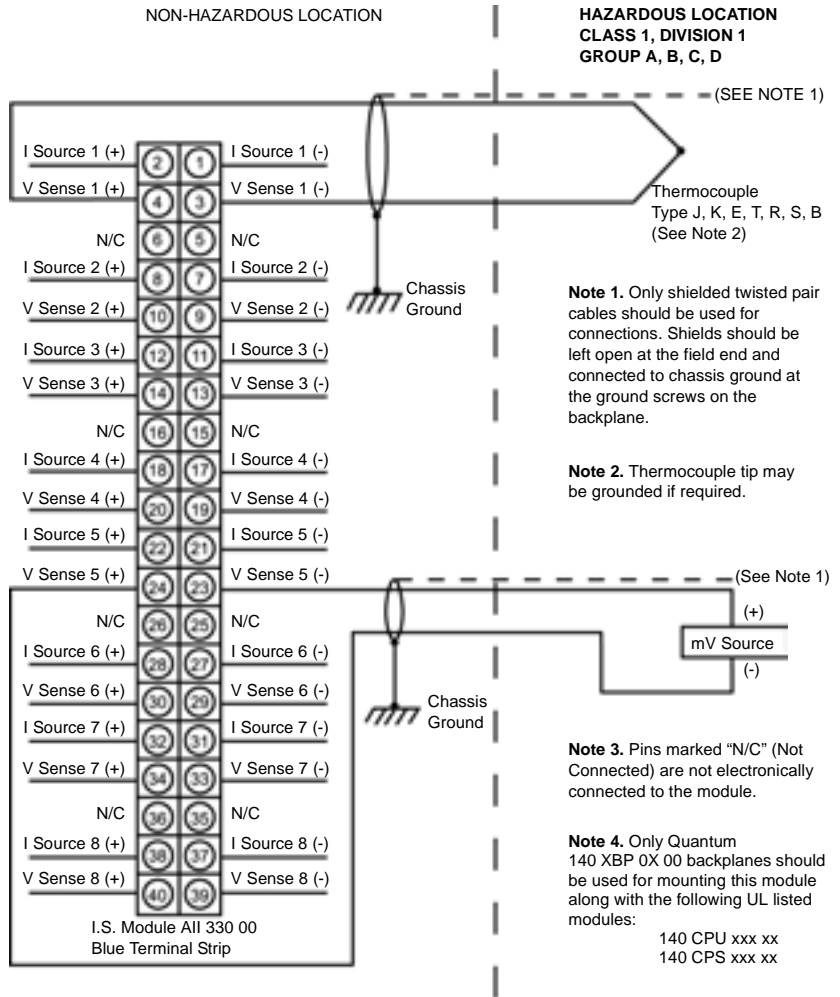 NON-HAZARDOUS LOCATION
HAZARDOUS LOCATION
CLASS 1, DIVISION 1
GROUP A, B, C, D
(SEE NOTE 1)
I Source 1 (+) 2 1 I Source 1 (-)
V Sense 1 (+) 4 3 V Sense 1 (-)
Thermocouple
Type J, K, E, T, R, S, B
(See Note 2)
N/C 6 5 N/C
I Source 2 (+) 8 7 I Source 2 (-)
Chassis
Ground
V Sense 2 (+) 10 9 V Sense 2 (-)
I Source 3 (+) 12 11 I Source 3 (-)
V Sense 3 (+) 14 13 V Sense 3 (-)
N/C 16 15 N/C
I Source 4 (+) 18 17 I Source 4 (-)
V Sense 4 (+) 20 19 V Sense 4 (-)
I Source 5 (+) 22 21 I Source 5 (-)
V Sense 5 (+) 24 23 V Sense 5 (-)
N/C 26 25 N/C
I Source 6 (+) 28 27 I Source 6 (-)
V Sense 6 (+) 30 29 V Sense 6 (-)
I Source 7 (+) 32 31 I Source 7 (-)
V Sense 7 (+) 34 33 V Sense 7 (-)
N/C 36 35 N/C
I Source 8 (+) 38 37 I Source 8 (-)
V Sense 8 (+) 40 39 V Sense 8 (-)
I.S. Module AII 330 00
Blue Terminal Strip
Note 1. Only shielded twisted pair
cables should be used for
connections. Shields should be
left open at the field end and
connected to chassis ground at
the ground screws on the
backplane.
Note 2. Thermocouple tip may
be grounded if required.
(See Note 1)
(+)
mV Source
(-)
Chassis
Ground
Note 3. Pins marked “N/C” (Not
Connected) are not electronically
connected to the module.
Note 4. Only Quantum
140 XBP 0X 00 backplanes should
be used for mounting this module
along with the following UL listed
modules:
140 CPU xxx xx
140 CPS xxx xx